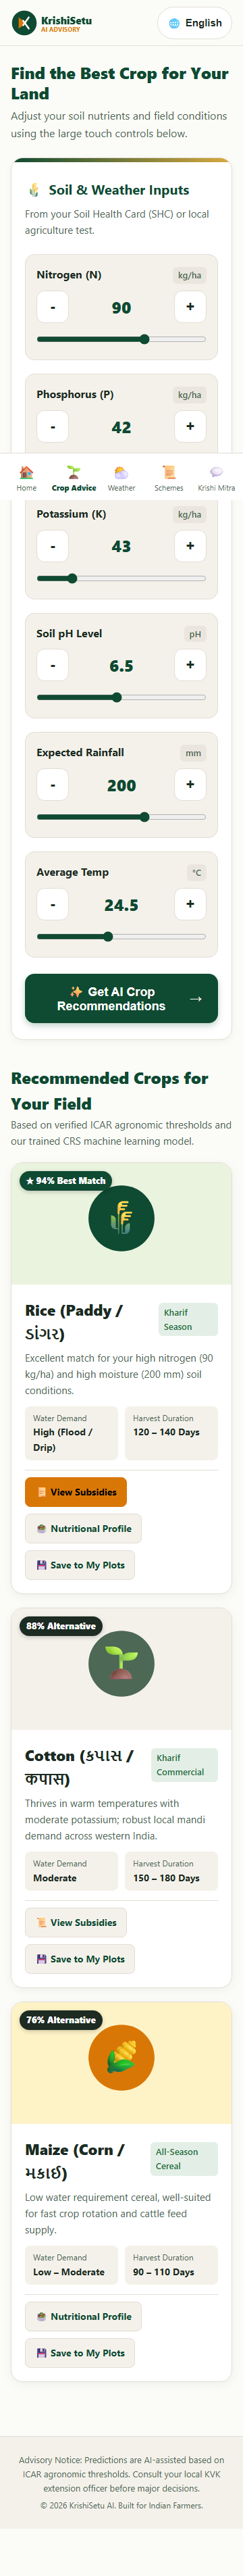 KrishiSetu
AI ADVISORY
English
Find the Best Crop for Your
Land
Adjust your soil nutrients and field conditions
using the large touch controls below.
Soil & Weather Inputs
From your Soil Health Card (SHC) or local
agriculture test.
Nitrogen (N) kg/ha
- 90 +
Phosphorus (P) kg/ha
- 42 +
Home Crop Advice Weather Schemes Krishi Mitra
Potassium (K) kg/ha
- 43 +
Soil pH Level pH
- 6.5 +
Expected Rainfall mm
- 200 +
Average Temp °C
- 24.5 +
✨ Get AI Crop
Recommendations →
Recommended Crops for
Your Field
Based on verified ICAR agronomic thresholds and
our trained CRS machine learning model.
★ 94% Best Match
Rice (Paddy /
ડાંગર)
Kharif
Season
Excellent match for your high nitrogen (90
kg/ha) and high moisture (200 mm) soil
conditions.
Water Demand
High (Flood /
Drip)
Harvest Duration
120 – 140 Days
View Subsidies
Nutritional Profile
Save to My Plots
88% Alternative
Cotton (કપાસ /
कपास)
Kharif
Commercial
Thrives in warm temperatures with
moderate potassium; robust local mandi
demand across western India.
Water Demand
Moderate
Harvest Duration
150 – 180 Days
View Subsidies
Save to My Plots
76% Alternative
Maize (Corn /
મકાઈ)
All-Season
Cereal
Low water requirement cereal, well-suited
for fast crop rotation and cattle feed
supply.
Water Demand
Low – Moderate
Harvest Duration
90 – 110 Days
Nutritional Profile
Save to My Plots
Advisory Notice: Predictions are AI-assisted based on
ICAR agronomic thresholds. Consult your local KVK
extension officer before major decisions.
© 2026 KrishiSetu AI. Built for Indian Farmers.